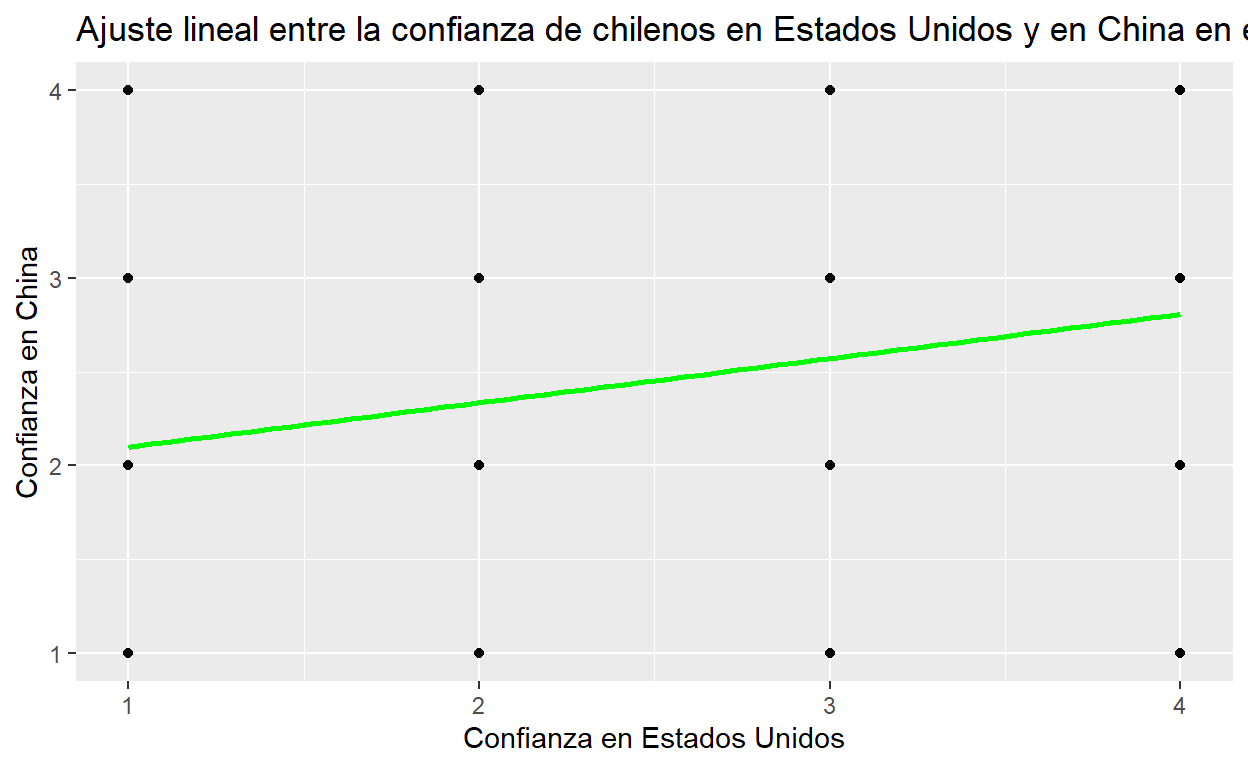 Ajuste lineal entre la confianza de chilenos en Estados Unidos y en China en
4
3
2
1
Confianza en China
1 2 3 4
Confianza en Estados Unidos